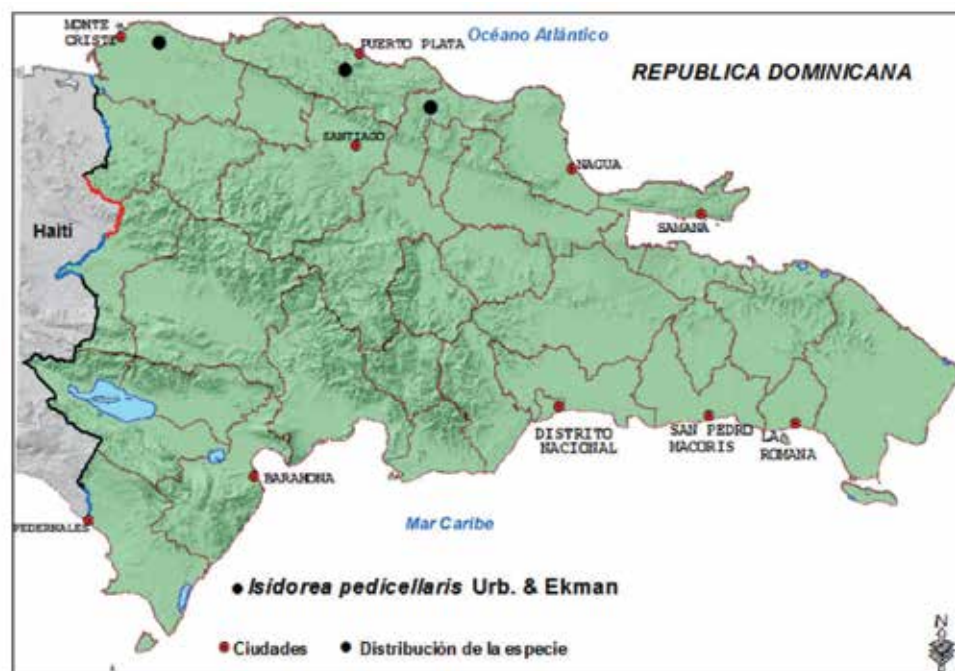 MONTE
CRISTI
PUERTO PLATA
Océano Atlántico
REPUBLICA DOMINICANA
SANTIAGO
NAGUA
SAMANA
Haití
DISTRITO
NACIONAL
SAN PEDRO
MACORIS
LA
ROMANA
BARAHONA
PEDERNALES
Mar Caribe
Isidorea pedicellaris Urb. & Ekman
Ciudades
Distribución de la especie
N